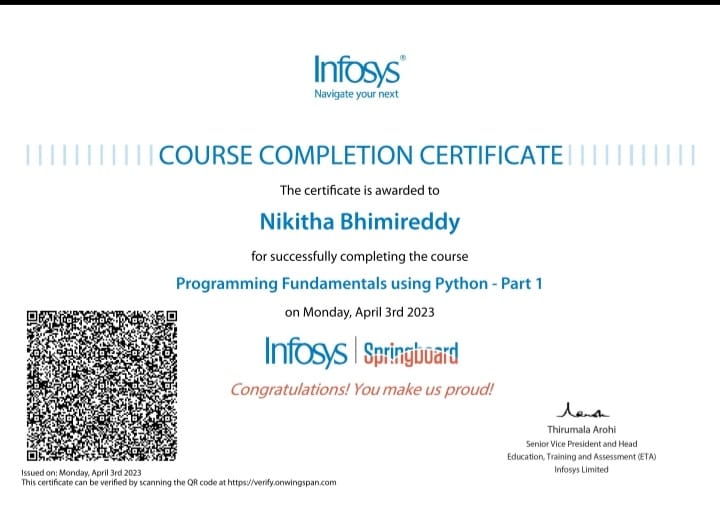 Infosys®
Navigate your next
COURSE COMPLETION CERTIFICATE
The certificate is awarded to
Nikitha Bhimireddy
for successfully completing the course
Programming Fundamentals using Python - Part 1
on Monday, April 3rd 2023
Infosys | Springboard
Congratulations! You make us proud!
Thirumala Arohi
Senior Vice President and Head
Education, Training and Assessment (ETA)
Infosys Limited
Issued on: Monday, April 3rd 2023
This certificate can be verified by scanning the QR code at https://verify.onwingspan.com